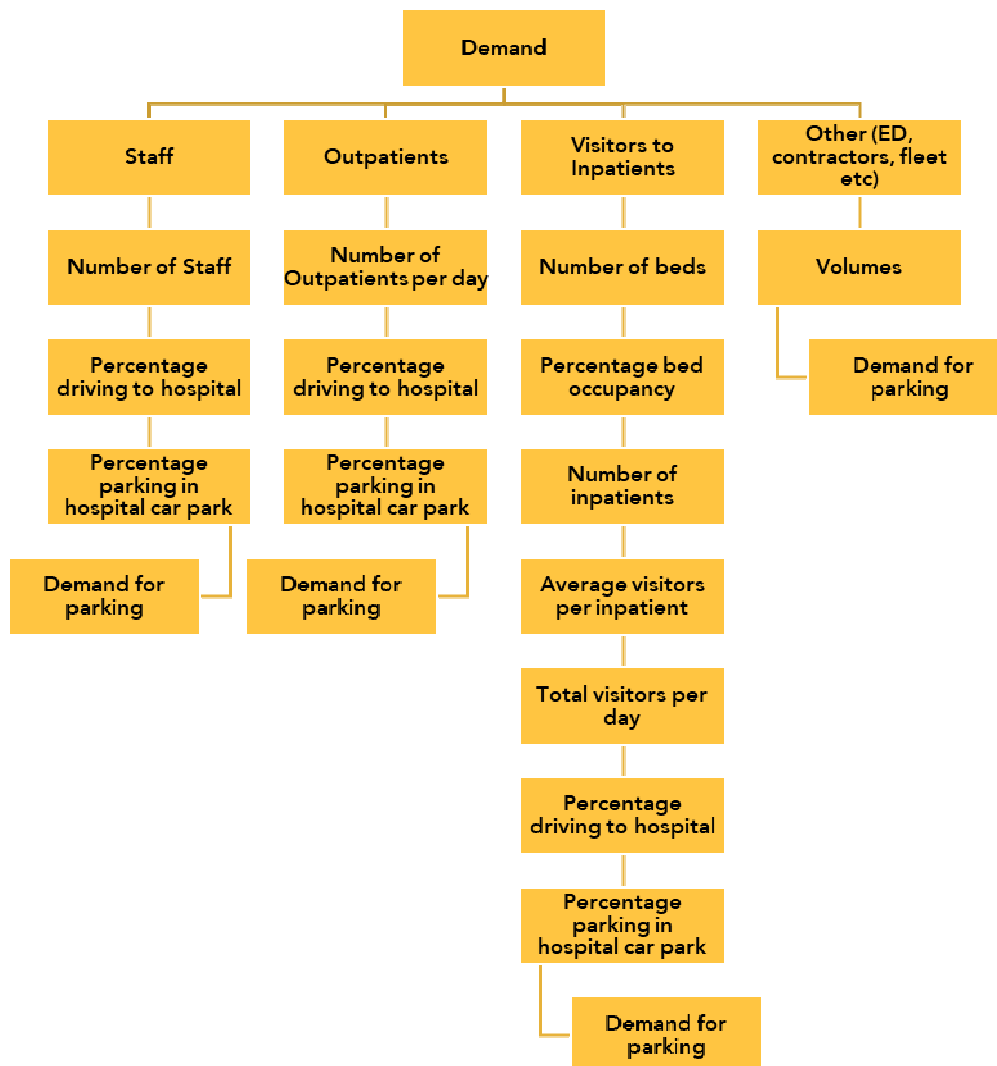 Demand
Staff
Outpatients
Visitors to
Inpatients
Other (ED,
contractors, fleet
etc)
Number of Staff
Number of
Outpatients per day
Number of beds
Volumes
Percentage
driving to hospital
Percentage
driving to hospital
Percentage bed
occupancy
Demand for
parking
Percentage
parking in
hospital car park
Percentage
parking in
hospital car park
Number of
inpatients
Demand for
parking
Demand for
parking
Average visitors
per inpatient
Total visitors per
day
Percentage
driving to hospital
Percentage
parking in
hospital car park
Demand for
parking